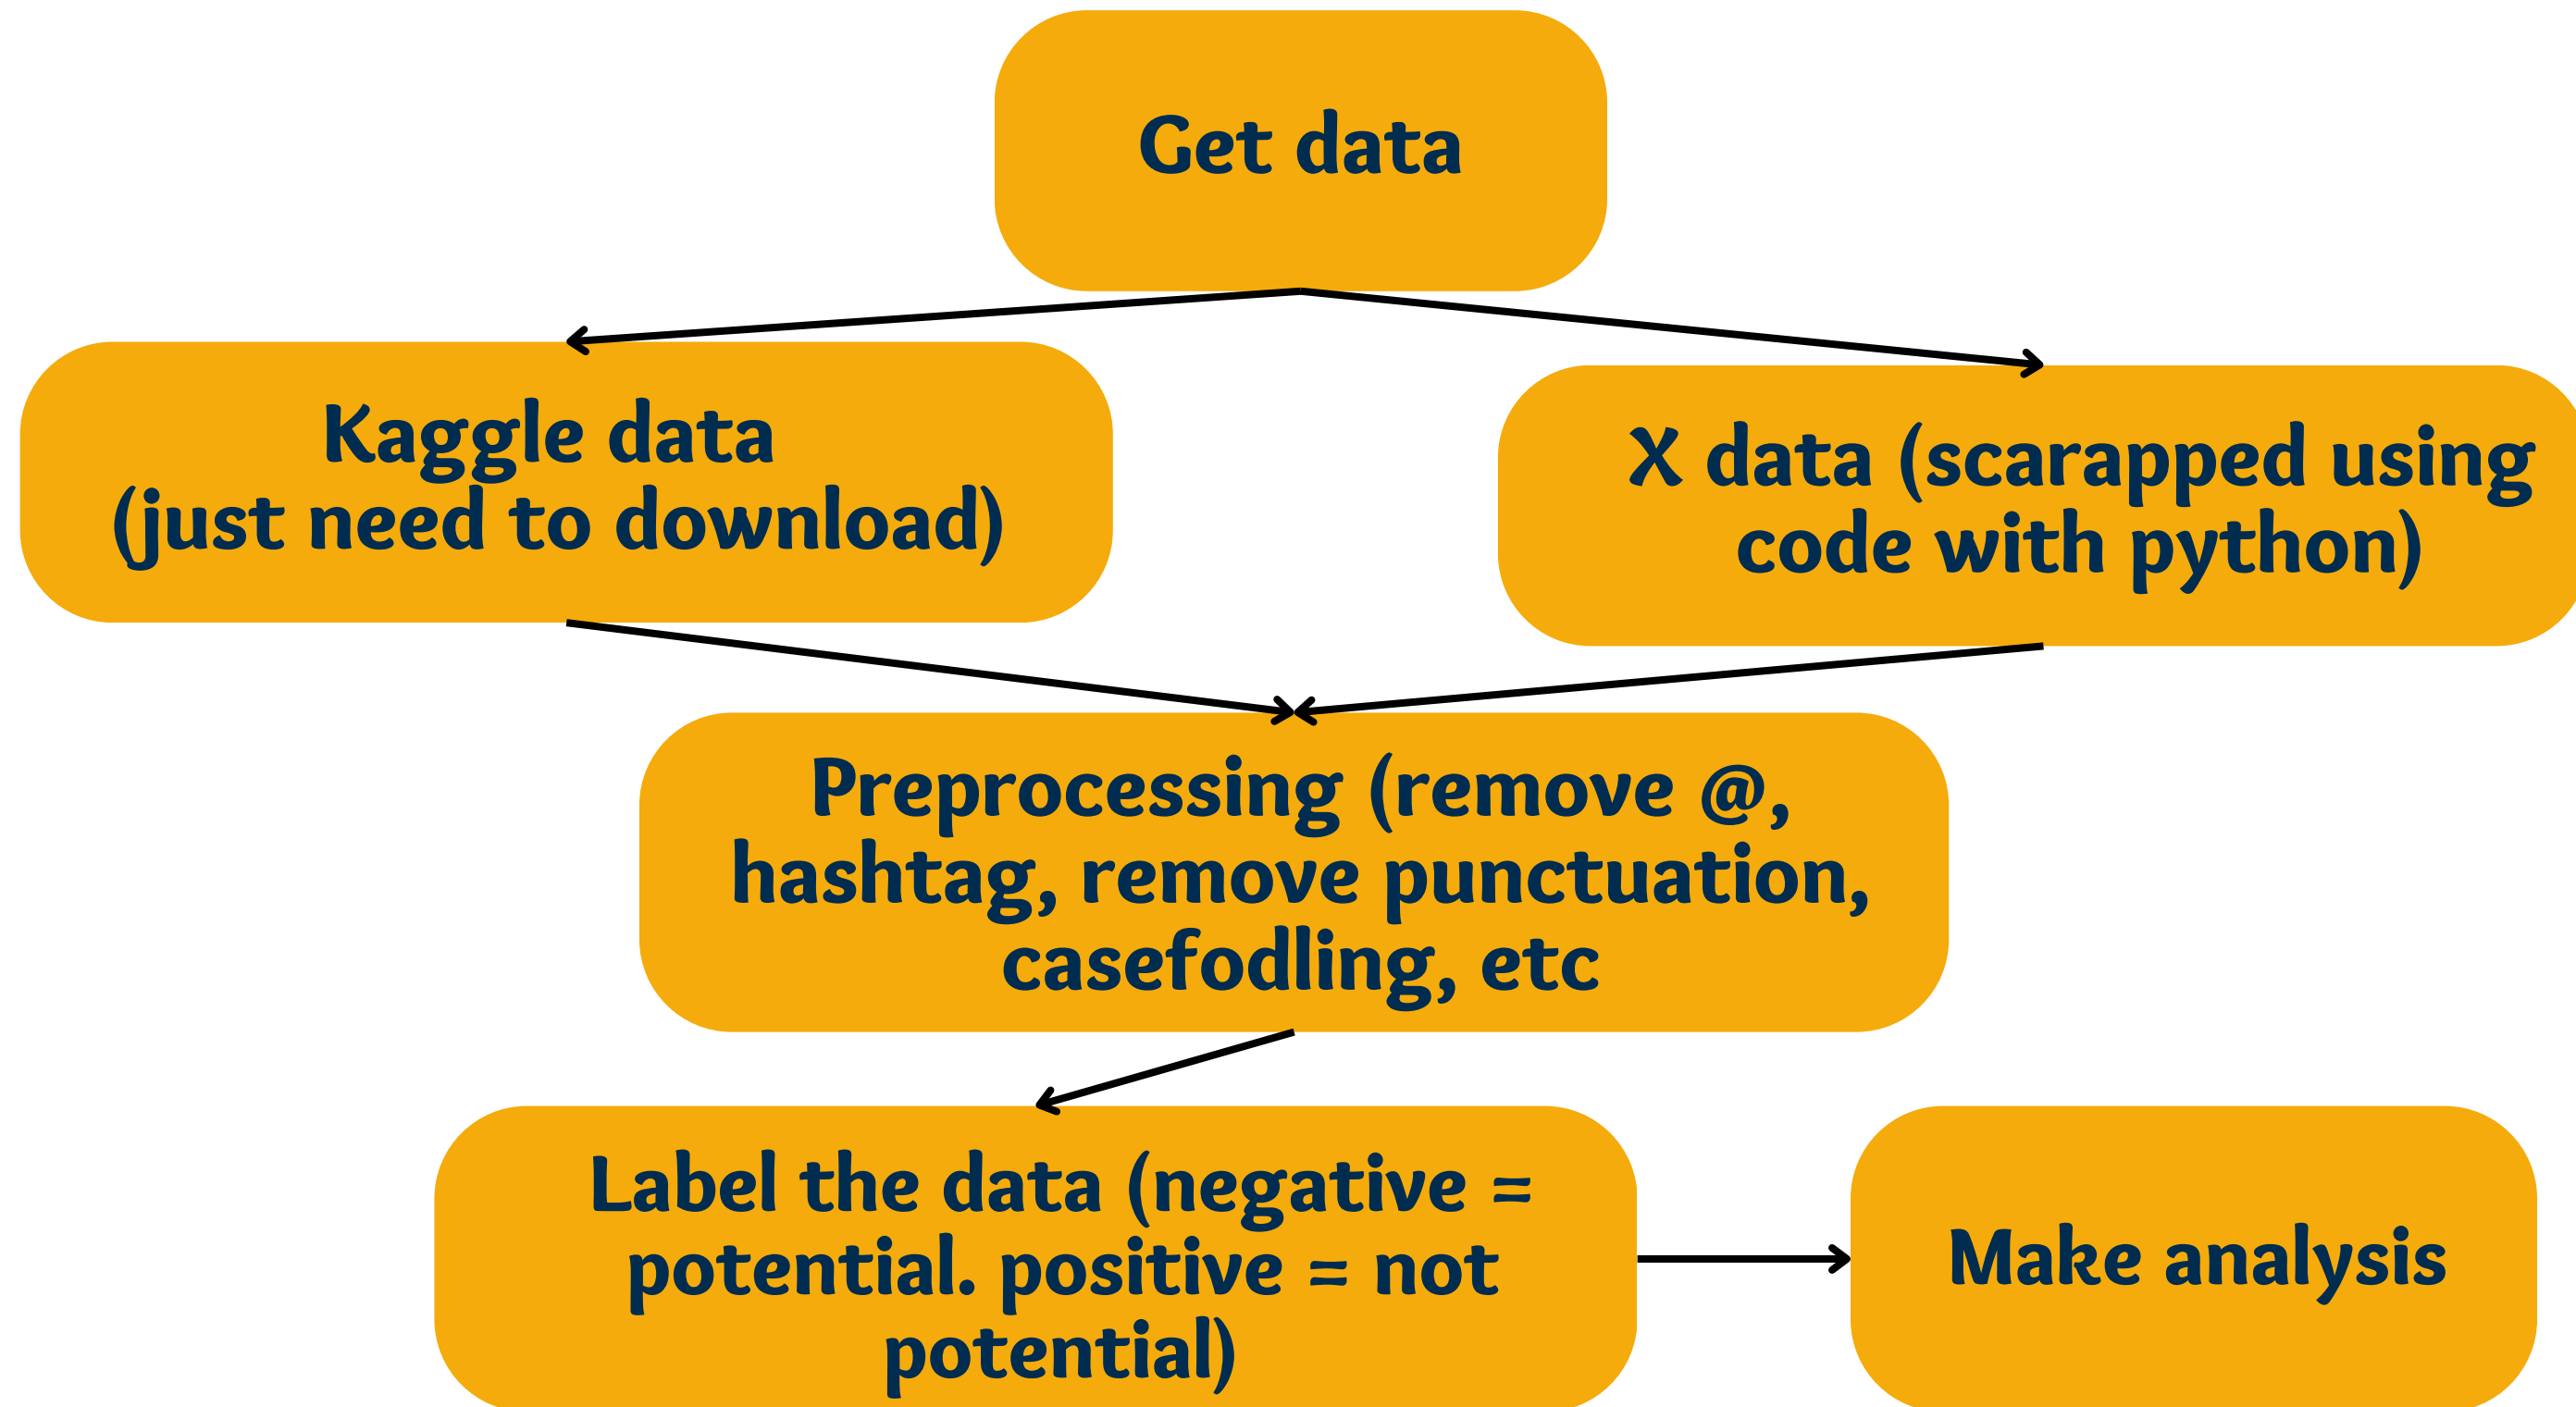 Get data
Kaggle data
(just need to download)
X data (scarapped using
code with python)
Preprocessing (remove @,
hashtag, remove punctuation,
casefodling, etc
Label the data (negative =
potential. positive = not
potential)
Make analysis